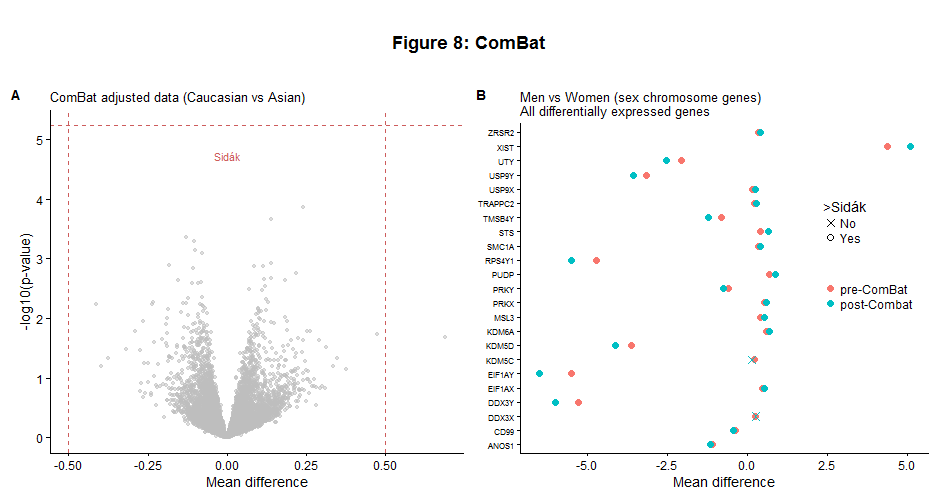 Figure 8: ComBat
A
ComBat adjusted data (Caucasian vs Asian)
Sidák
-log10(p-value)
5
4
3
2
1
0
-0.50
-0.25
0.00
0.25
0.50
Mean difference
B
Men vs Women (sex chromosome genes)
All differentially expressed genes
ZRSR2
XIST
UTY
USP9Y
USP9X
TRAPPC2
TMSB4Y
STS
SMC1A
RPS4Y1
PUDP
PRKY
PRKX
MSL3
KDM6A
KDM5D
KDM5C
EIF1AY
EIF1AX
DDX3Y
DDX3X
CD99
ANOS1
-5.0
-2.5
0.0
2.5
5.0
Mean difference
>Sidák
No
Yes
pre-ComBat
post-Combat